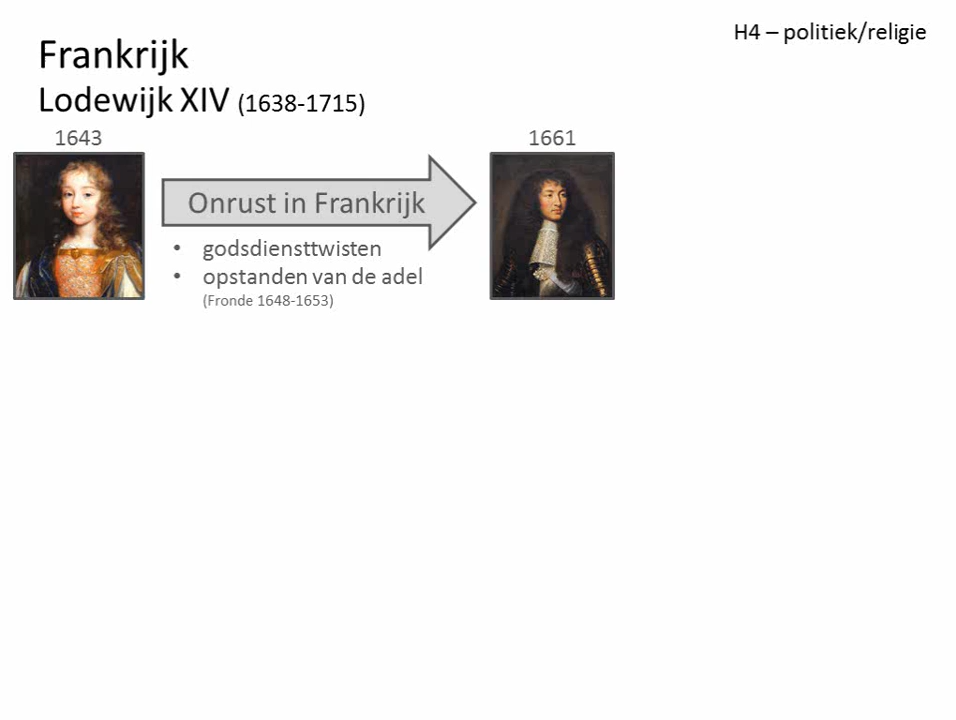 H4 – politiek/religie
Frankrijk
Lodewijk XIV (1638-1715)
1643
1661
Onrust in Frankrijk
• godsdiensttwisten
• opstanden van de adel
(Fronde 1648-1653)